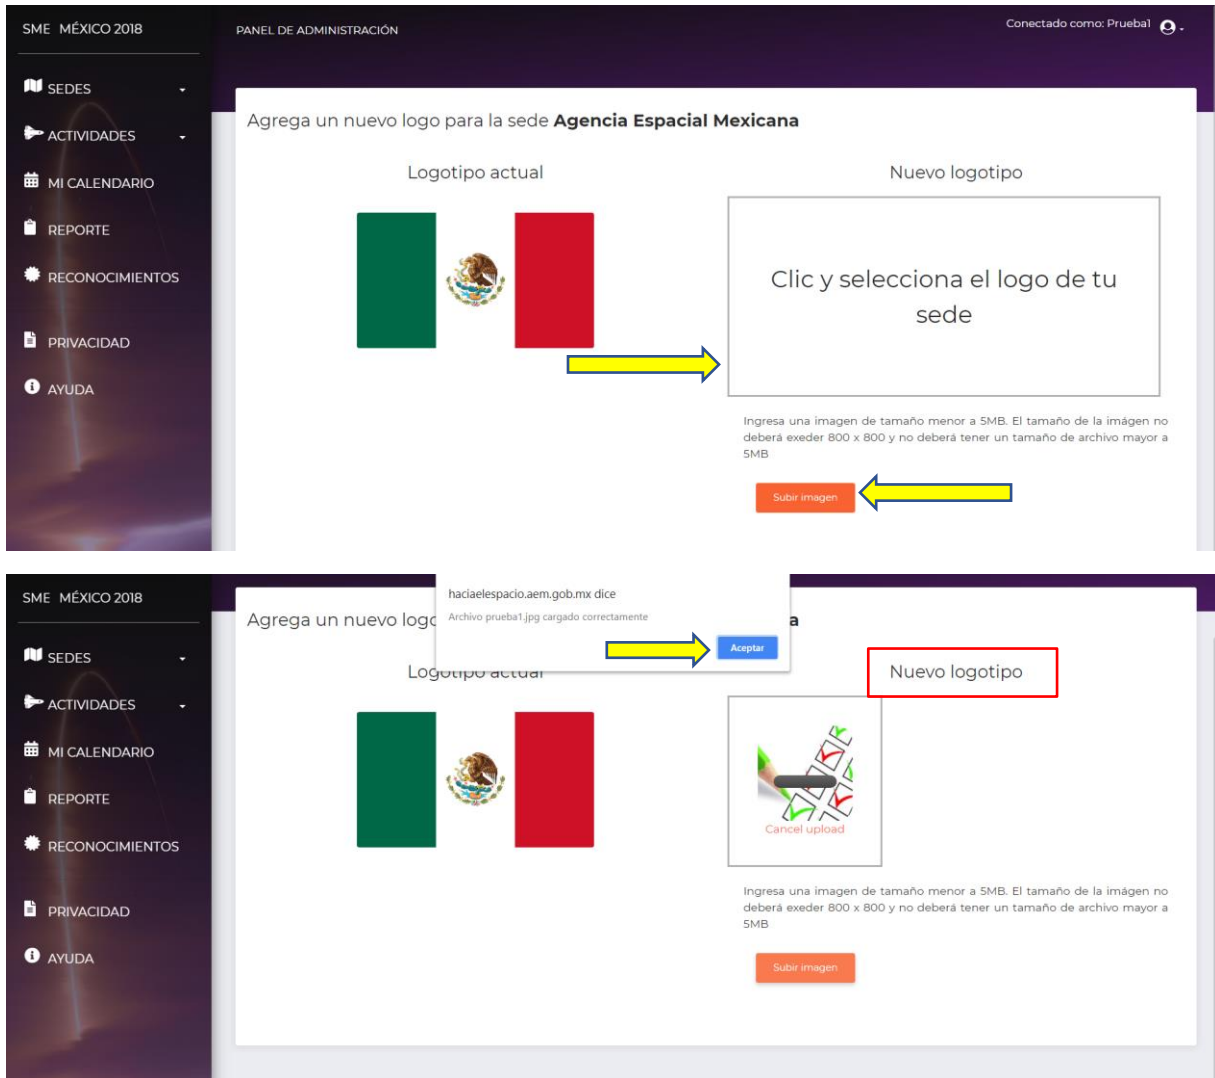 SME MÉXICO 2018
PANEL DE ADMINISTRACIÓN
Conectado como: Prueba1
SEDES
ACTIVIDADES
MI CALENDARIO
REPORTE
RECONOCIMIENTOS
PRIVACIDAD
AYUDA
Agrega un nuevo logo para la sede Agencia Espacial Mexicana
Logotipo actual
Nuevo logotipo
Clic y selecciona el logo de tu
sede
Ingresa una imagen de tamaño menor a 5MB. El tamaño de la imágen no
deberá exeder 800 x 800 y no deberá tener un tamaño de archivo mayor a
5MB
Subir imagen
SME MÉXICO 2018
SEDES
ACTIVIDADES
MI CALENDARIO
REPORTE
RECONOCIMIENTOS
PRIVACIDAD
AYUDA
haciaelespacio.aem.gob.mx dice
Archivo prueba1.jpg cargado correctamente
Aceptar
Agrega un nuevo logo
a
Logotipo actual
Nuevo logotipo
Cancel upload
Ingresa una imagen de tamaño menor a 5MB. El tamaño de la imágen no
deberá exeder 800 x 800 y no deberá tener un tamaño de archivo mayor a
5MB
Subir imagen